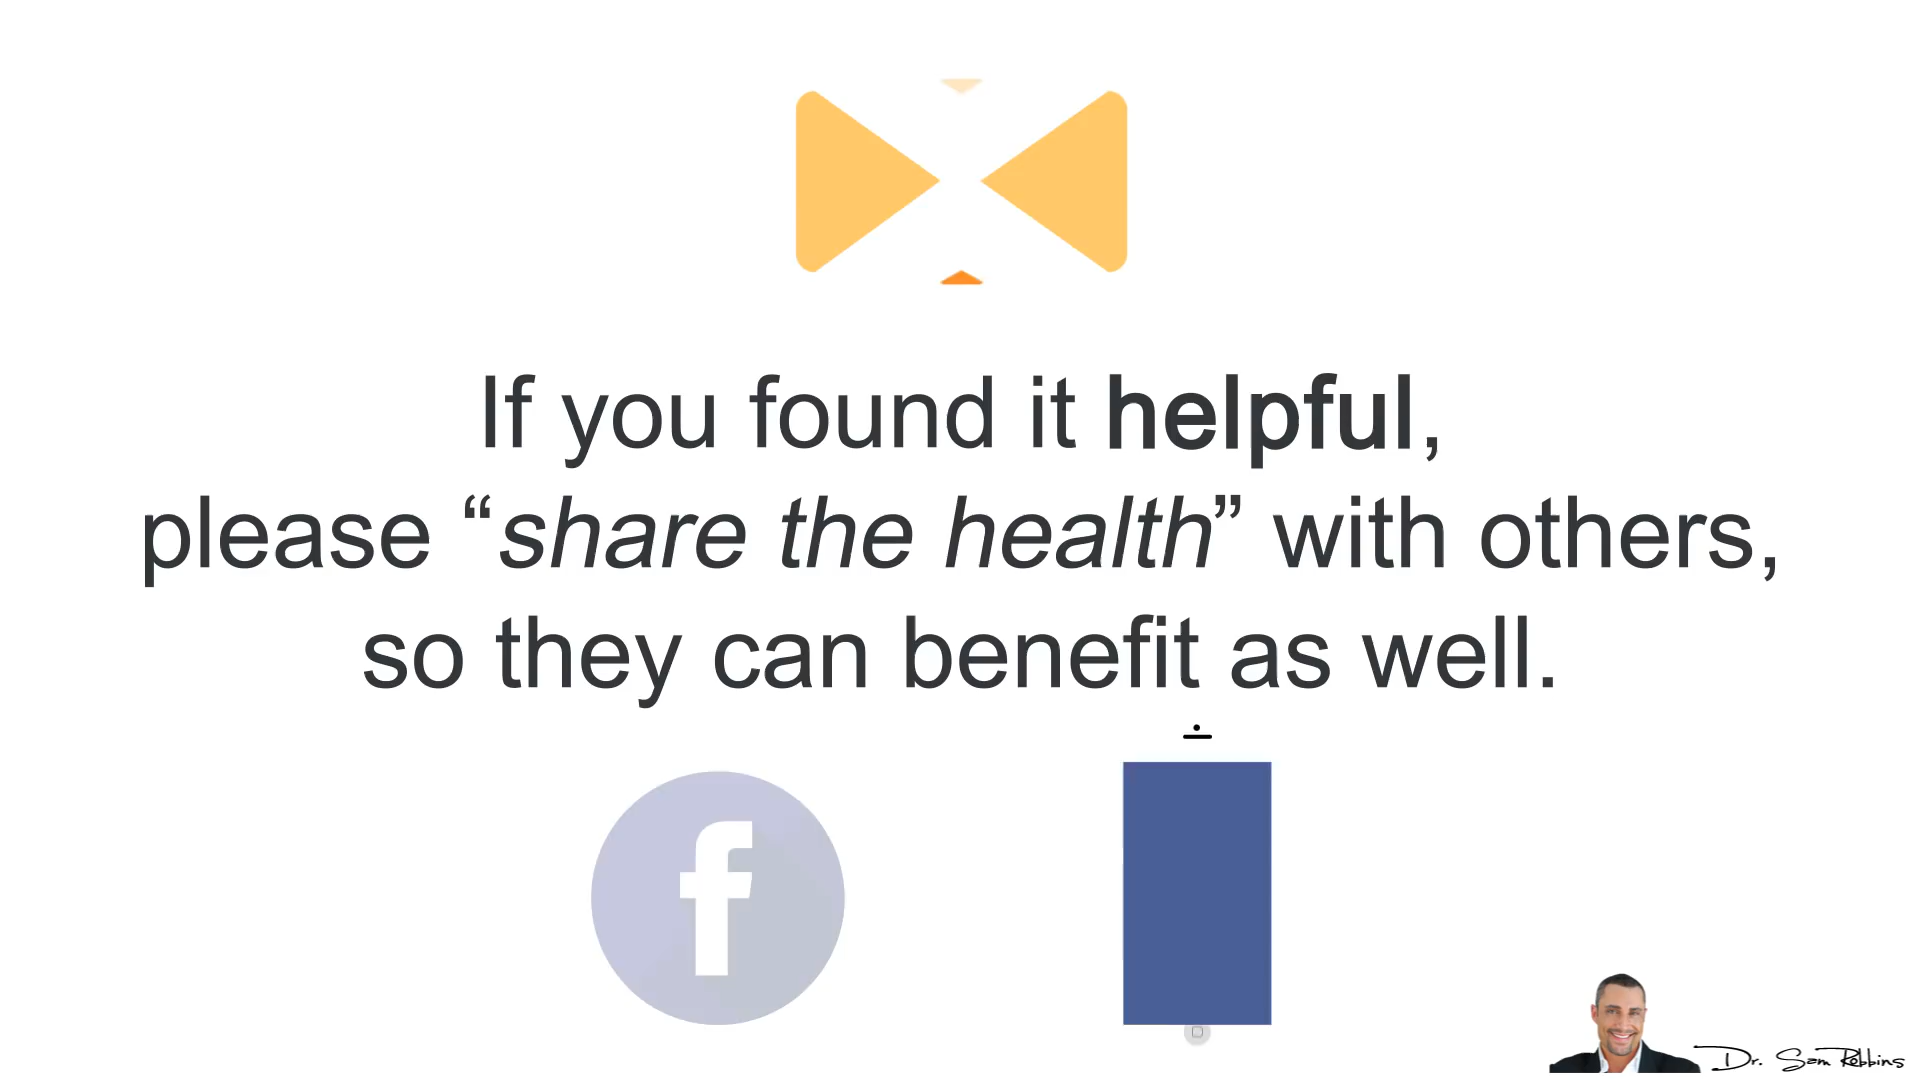 If you found it helpful,
please “share the health” with others,
so they can benefit as well.
f
Dr. Sam Robbins